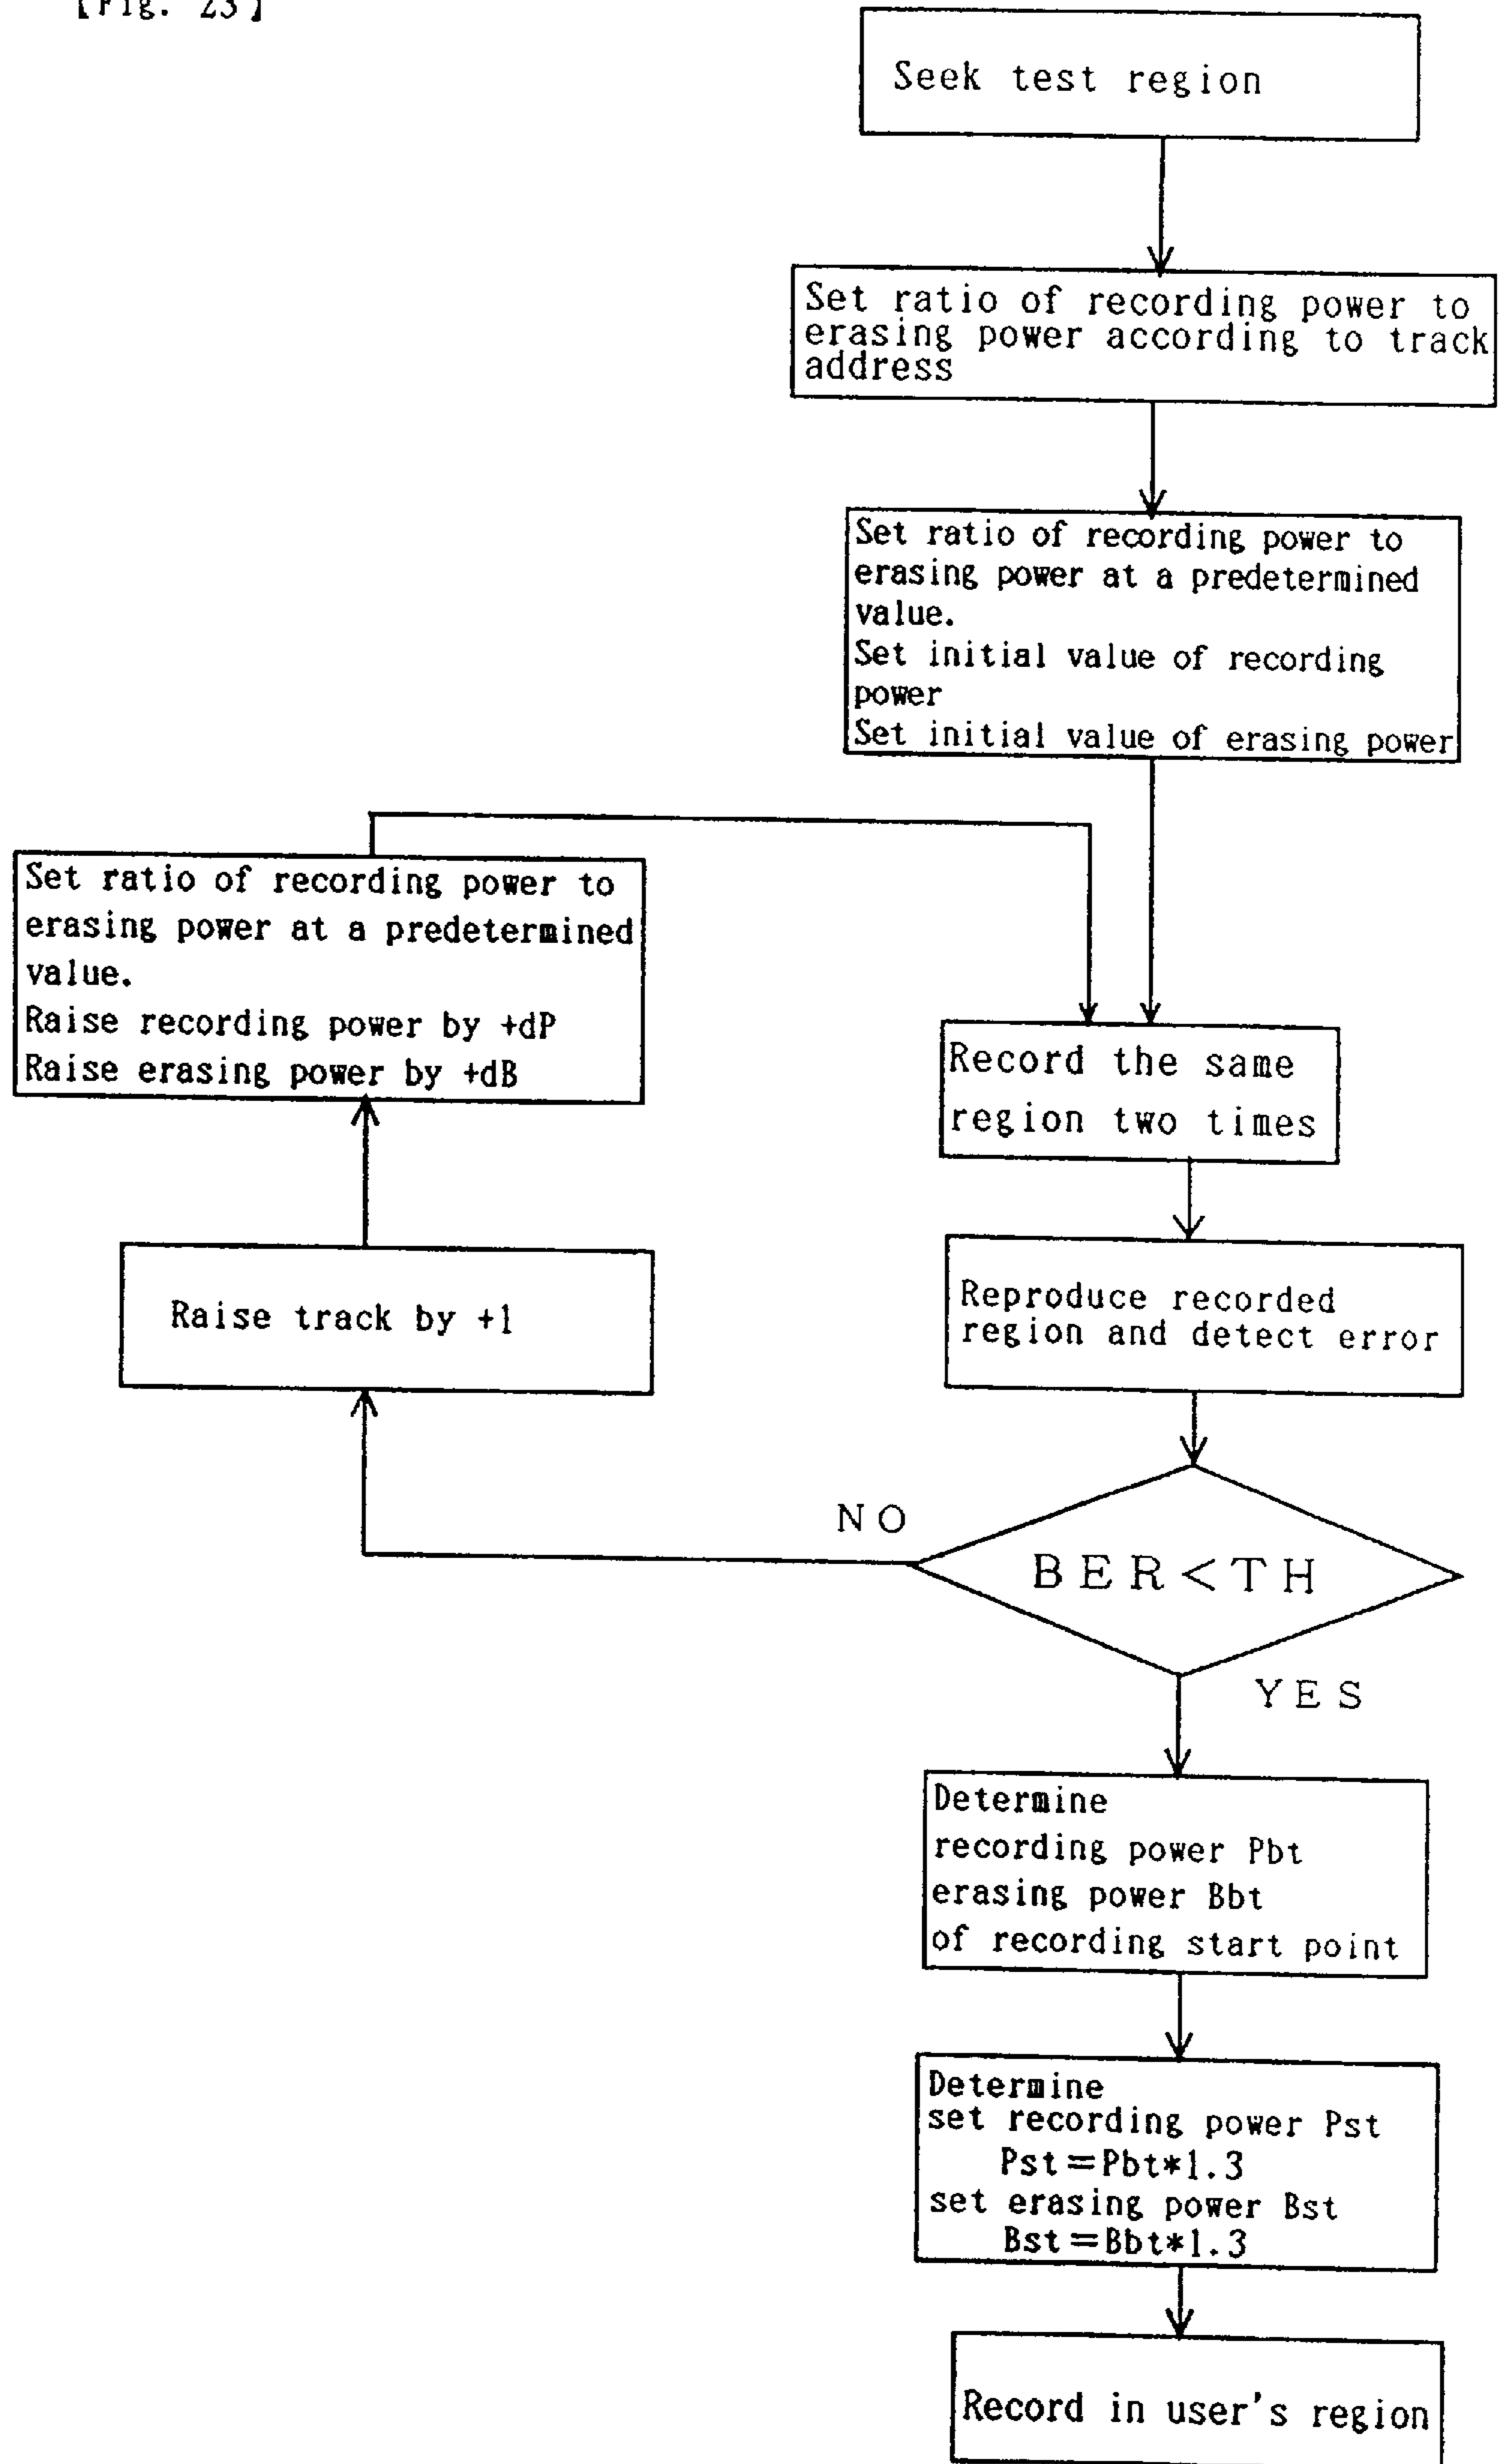 【Fig. 23】
Seek test region
Set ratio of recording power to
erasing power according to track
address
Set ratio of recording power to
erasing power at a predetermined
value.
Set initial value of recording
power
Set initial value of erasing power
Set ratio of recording power to
erasing power at a predetermined
value.
Raise recording power by +dP
Raise erasing power by +dB
Record the same
region two times
Raise track by +1
Reproduce recorded
region and detect error
NO
BER<TH
YES
Determine
recording power Pbt
erasing power Bbt
of recording start point
Determine
set recording power Pst
Pst=Pbt*1.3
set erasing power Bst
Bst=Bbt*1.3
Record in user's region